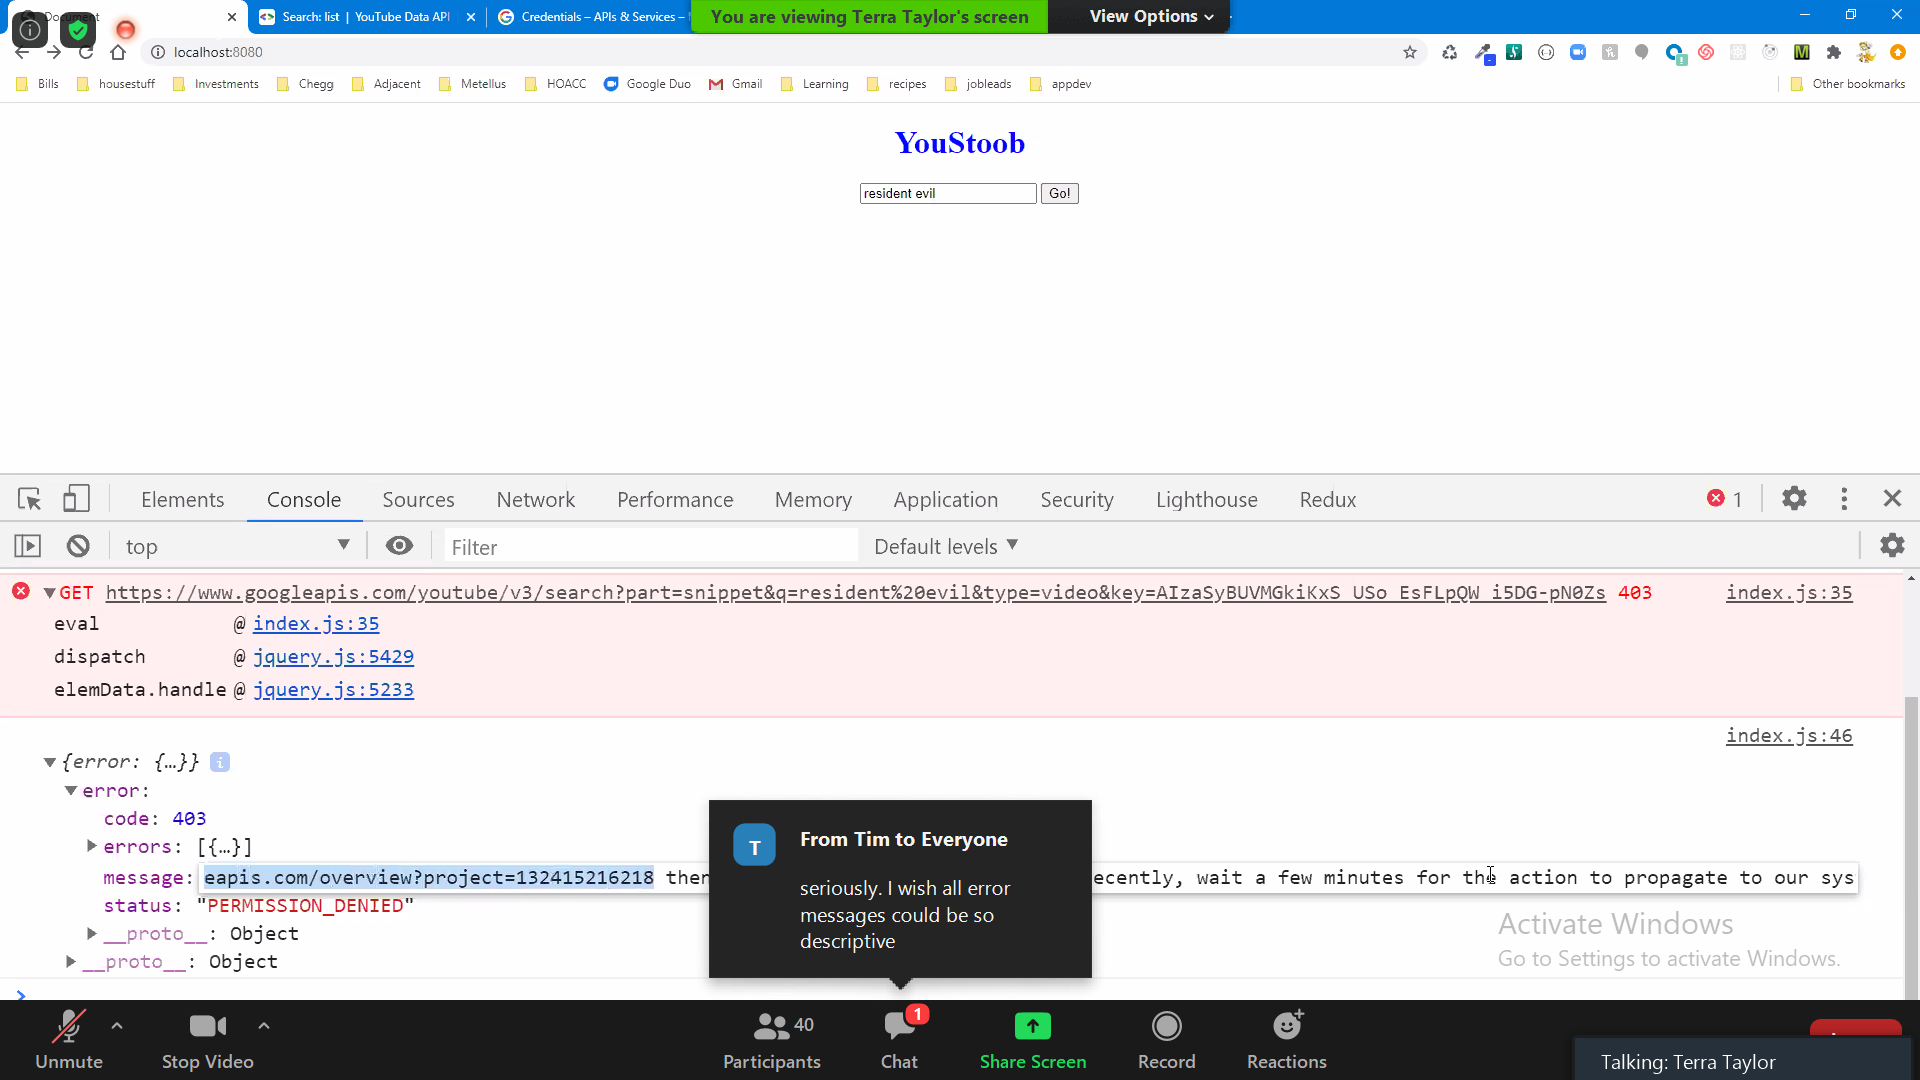 Document
Search: list | YouTube Data API
Credentials – APIs & Services –
You are viewing Terra Taylor's screen
View Options
localhost:8080
Bills
housestuff
Investments
Chegg
Adjacent
Metellus
HOACC
Google Duo
Gmail
Learning
recipes
jobleads
appdev
Other bookmarks
YouStoob
resident evil
Go!
Elements
Console
Sources
Network
Performance
Memory
Application
Security
Lighthouse
Redux
1
top
Filter
Default levels
GET https://www.googleapis.com/youtube/v3/search?part=snippet&q=resident%20evil&type=video&key=AIzaSyBUVMGkiKxS_USo_EsFLpQW_i5DG-pN0Zs 403
index.js:35
eval @ index.js:35
dispatch @ jquery.js:5429
elemData.handle @ jquery.js:5233
index.js:46
{error: {…}}
error:
code: 403
errors: [{…}]
message: eapis.com/overview?project=132415216218 then
ecently, wait a few minutes for the action to propagate to our sys
status: "PERMISSION_DENIED"
__proto__: Object
__proto__: Object
T
From Tim to Everyone
seriously. I wish all error
messages could be so
descriptive
Activate Windows
Go to Settings to activate Windows.
Unmute
Stop Video
40
Participants
1
Chat
Share Screen
Record
Reactions
Talking: Terra Taylor